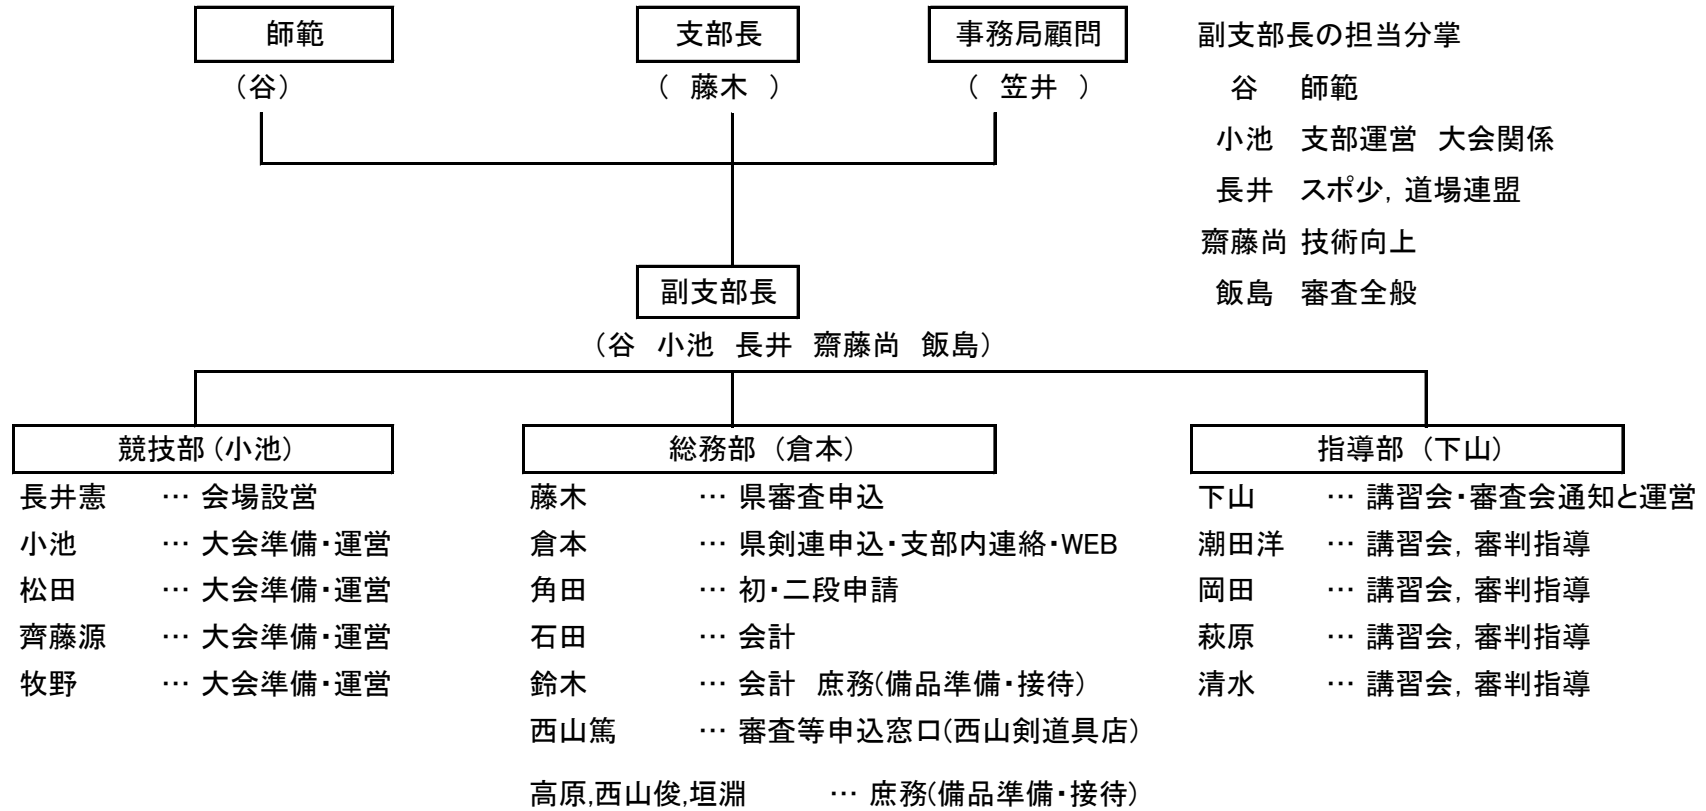 師範
支部長
事務局顧問
(谷)
( 藤木 )
( 笠井 )
副支部長の担当分掌
谷 師範
小池 支部運営 大会関係
長井 スポ少, 道場連盟
齋藤尚 技術向上
飯島 審査全般
副支部長
(谷 小池 長井 齋藤尚 飯島)
競技部(小池)
長井憲 … 会場設営
小池 … 大会準備・運営
松田 … 大会準備・運営
齊藤源 … 大会準備・運営
牧野 … 大会準備・運営
総務部 (倉本)
藤木 … 県審査申込
倉本 … 県剣連申込・支部内連絡・WEB
角田 … 初・二段申請
石田 … 会計
鈴木 … 会計 庶務(備品準備・接待)
西山篤 … 審査等申込窓口(西山剣道具店)
高原,西山俊,垣淵 … 庶務(備品準備・接待)
指導部 (下山)
下山 … 講習会・審査会通知と運営
潮田洋 … 講習会, 審判指導
岡田 … 講習会, 審判指導
萩原 … 講習会, 審判指導
清水 … 講習会, 審判指導